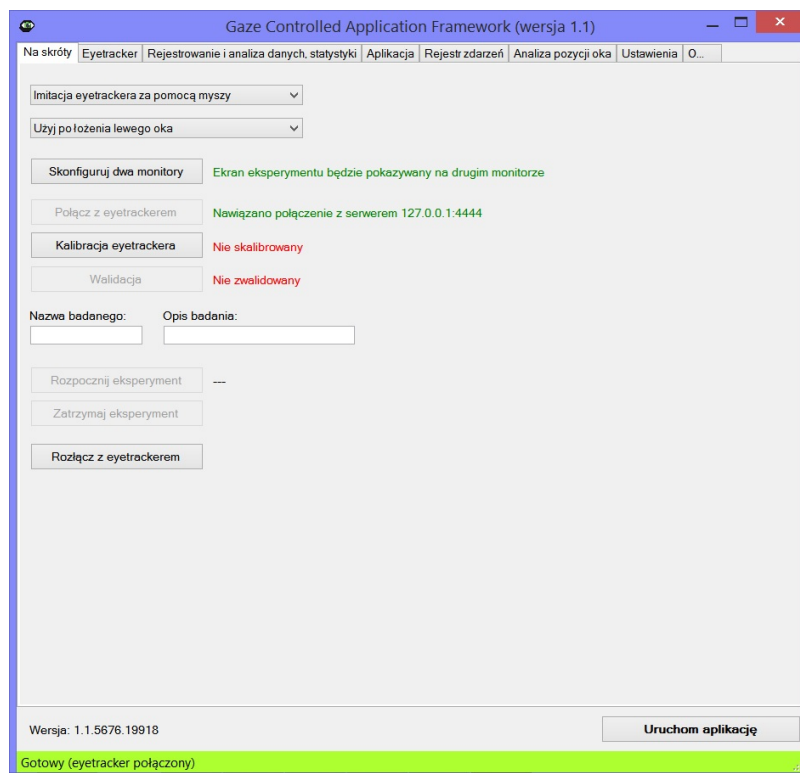 Gaze Controlled Application Framework (wersja 1.1)
Na skróty Eyetracker Rejestrowanie i analiza danych, statystyki Aplikacja Rejestr zdarzeń Analiza pozycji oka Ustawienia O...
Imitacja eyetrackera za pomocą myszy
Użyj położenia lewego oka
Skonfiguruj dwa monitory Ekran eksperymentu będzie pokazywany na drugim monitorze
Połącz z eyetrackerem Nawiązano połączenie z serwerem 127.0.0.1:4444
Kalibracja eyetrackera Nie skalibrowany
Walidacja Nie zwalidowany
Nazwa badanego: Opis badania:
Rozpocznij eksperyment ---
Zatrzymaj eksperyment
Rozłącz z eyetrackerem
Wersja: 1.1.5676.19918 Uruchom aplikację
Gotowy (eyetracker połączony)